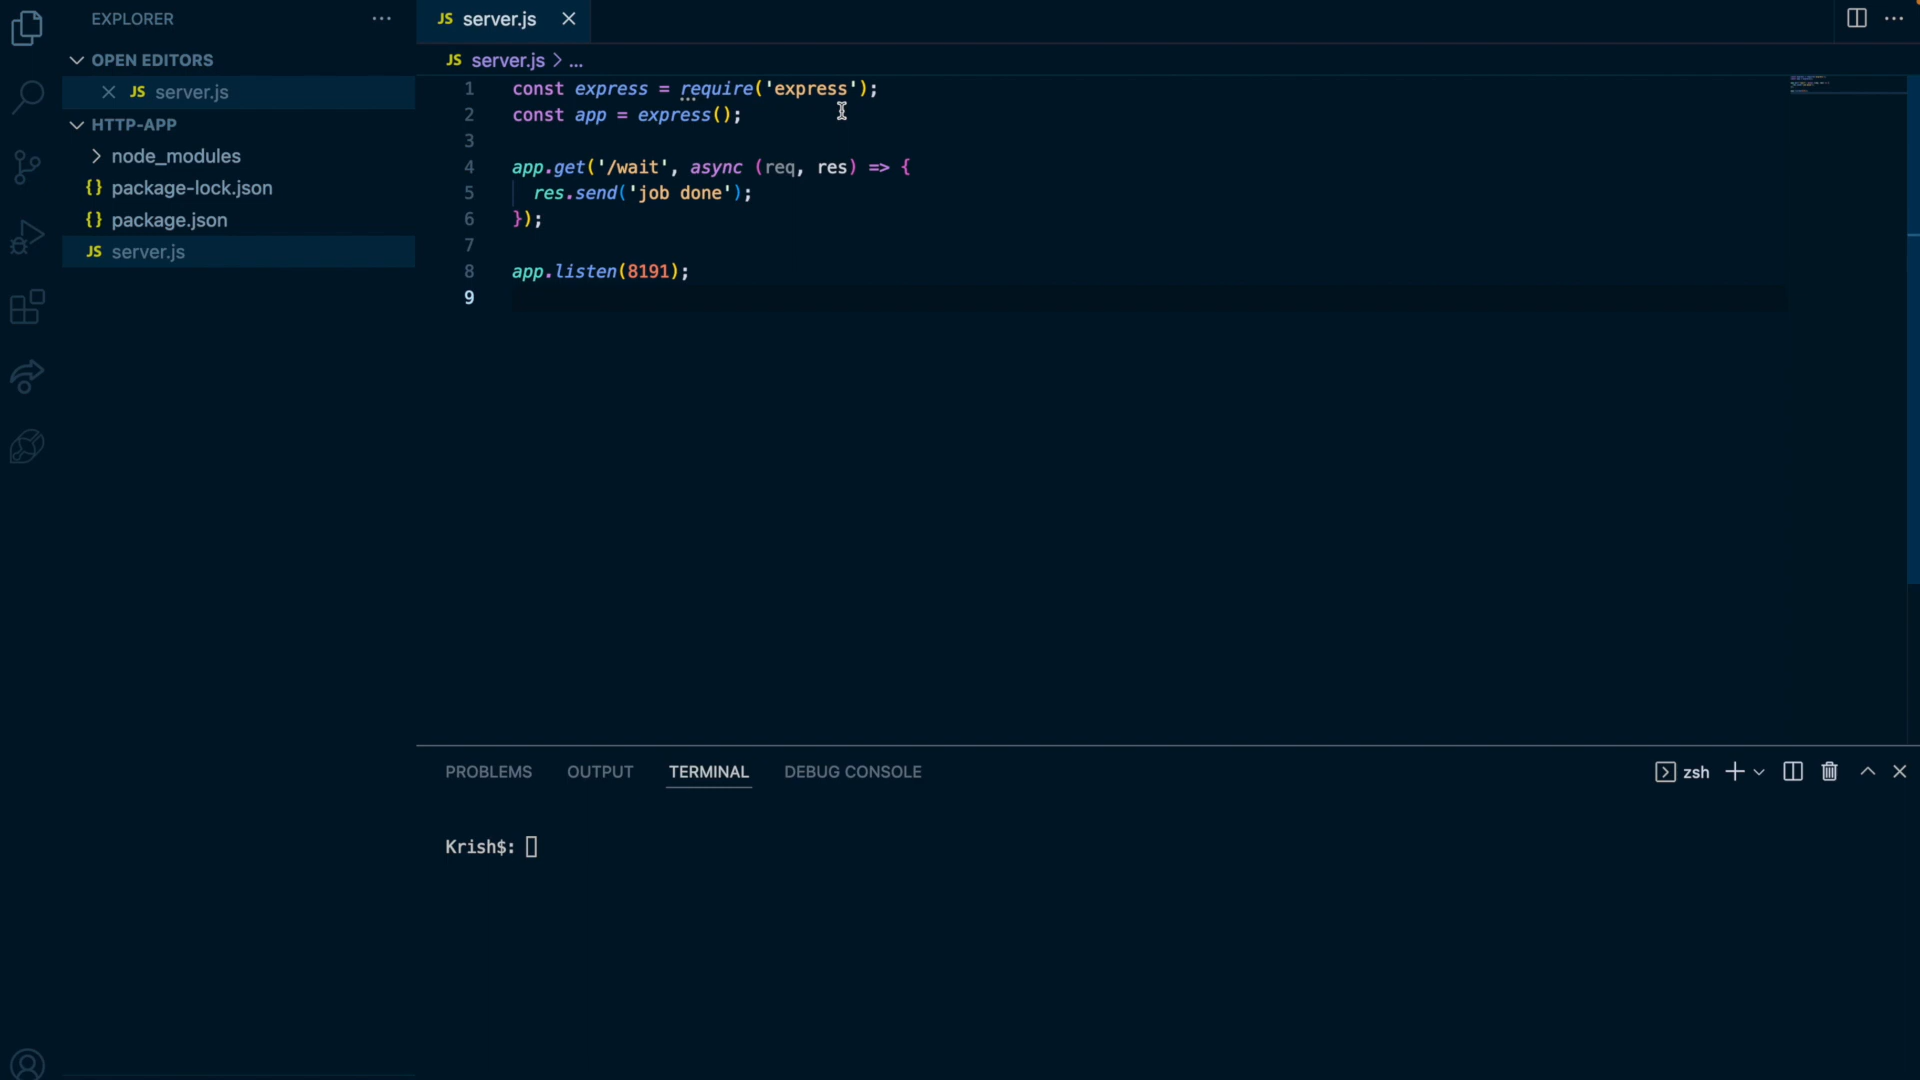 EXPLORER
OPEN EDITORS
JS server.js
HTTP-APP
node_modules
{} package-lock.json
{} package.json
JS server.js
JS server.js
JS server.js > ...
1 const express = require('express');
2 const app = express();
3
4 app.get('/wait', async (req, res) => {
5 res.send('job done');
6 });
7
8 app.listen(8191);
9
PROBLEMS OUTPUT TERMINAL DEBUG CONSOLE
zsh
Krish$: